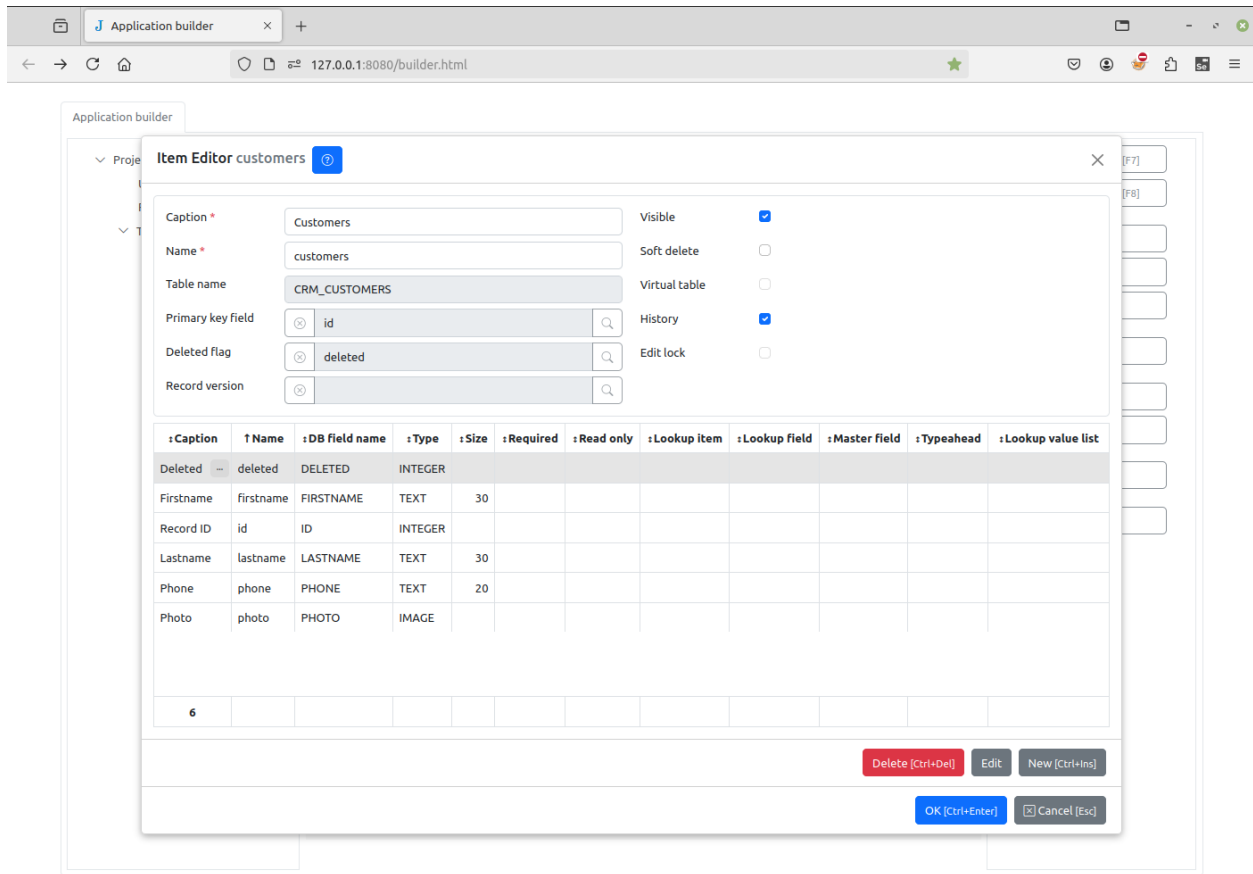 Application builder
127.0.0.1:8080/builder.html
Application builder
Proje
Item Editor customers
[F7]
[F8]
Caption *
Customers
Visible
Name *
customers
Soft delete
Table name
CRM_CUSTOMERS
Virtual table
Primary key field
id
History
Deleted flag
deleted
Edit lock
Record version
Caption Name DB field name Type Size Required Read only Lookup item Lookup field Master field Typeahead Lookup value list
Deleted ... deleted DELETED INTEGER
Firstname firstname FIRSTNAME TEXT 30
Record ID id ID INTEGER
Lastname lastname LASTNAME TEXT 30
Phone phone PHONE TEXT 20
Photo photo PHOTO IMAGE
6
Delete [Ctrl+Del] Edit New [Ctrl+Ins]
OK [Ctrl+Enter] Cancel [Esc]